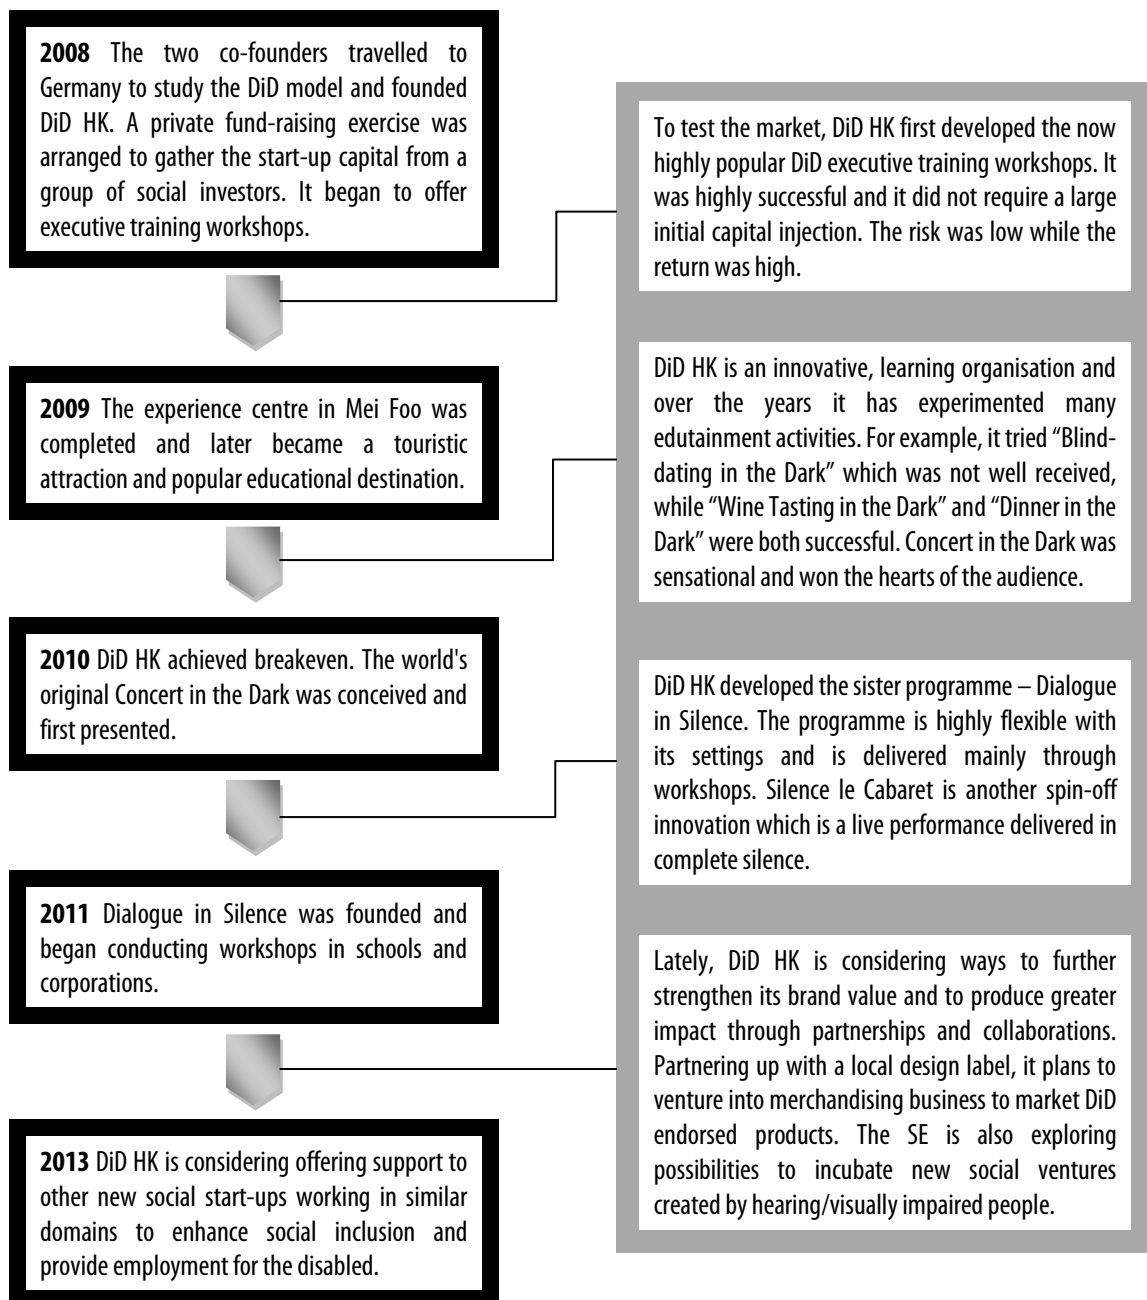 2008 The two co-founders travelled to
Germany to study the DiD model and founded
DiD HK. A private fund-raising exercise was
arranged to gather the start-up capital from a
group of social investors. It began to offer
executive training workshops.
To test the market, DiD HK first developed the now
highly popular DiD executive training workshops. It
was highly successful and it did not require a large
initial capital injection. The risk was low while the
return was high.
2009 The experience centre in Mei Foo was
completed and later became a touristic
attraction and popular educational destination.
DiD HK is an innovative, learning organisation and
over the years it has experimented many
edutainment activities. For example, it tried “Blind-
dating in the Dark” which was not well received,
while “Wine Tasting in the Dark” and “Dinner in the
Dark” were both successful. Concert in the Dark was
sensational and won the hearts of the audience.
2010 DiD HK achieved breakeven. The world's
original Concert in the Dark was conceived and
first presented.
DiD HK developed the sister programme – Dialogue
in Silence. The programme is highly flexible with
its settings and is delivered mainly through
workshops. Silence le Cabaret is another spin-off
innovation which is a live performance delivered in
complete silence.
2011 Dialogue in Silence was founded and
began conducting workshops in schools and
corporations.
Lately, DiD HK is considering ways to further
strengthen its brand value and to produce greater
impact through partnerships and collaborations.
Partnering up with a local design label, it plans to
venture into merchandising business to market DiD
endorsed products. The SE is also exploring
possibilities to incubate new social ventures
created by hearing/visually impaired people.
2013 DiD HK is considering offering support to
other new social start-ups working in similar
domains to enhance social inclusion and
provide employment for the disabled.